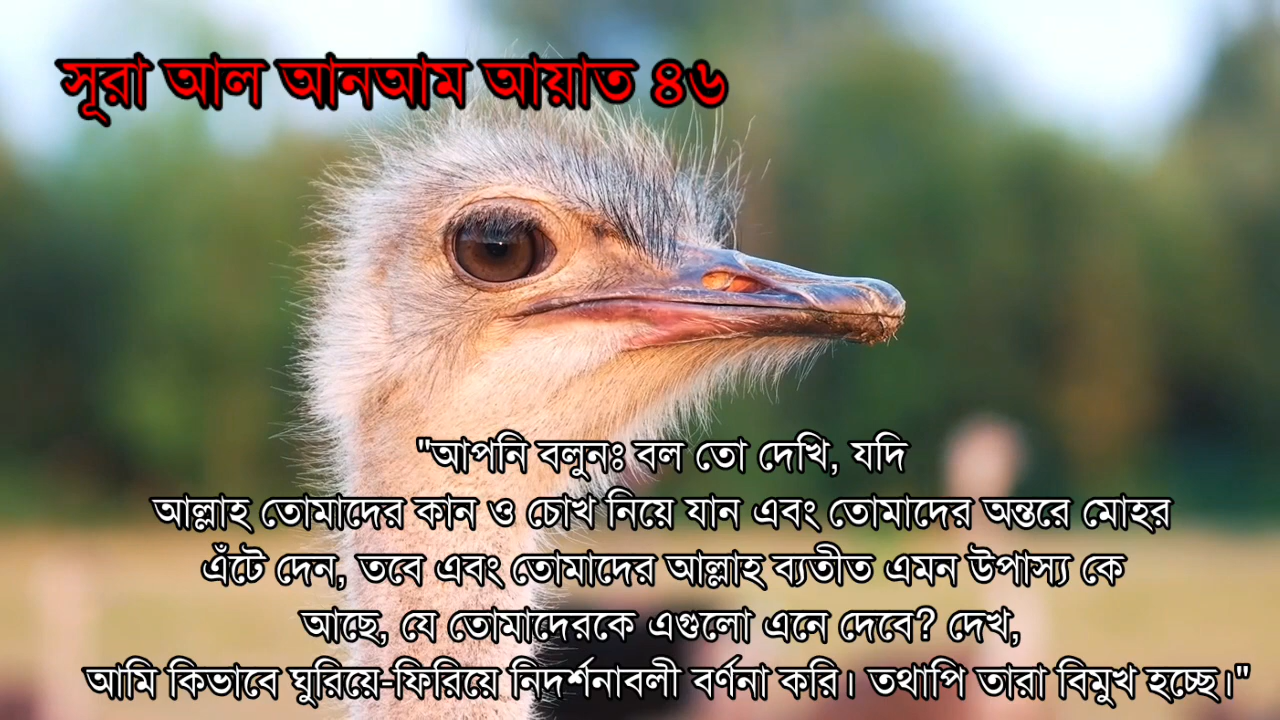 সূরা আল আনআম আয়াত ৪৬
"আপনি বলুনঃ বল তো দেখি, যদি
আল্লাহ তোমাদের কান ও চোখ নিয়ে যান এবং তোমাদের অন্তরে মোহর
এঁটে দেন, তবে এবং তোমাদের আল্লাহ ব্যতীত এমন উপাস্য কে
আছে, যে তোমাদেরকে এগুলো এনে দেবে? দেখ,
আমি কিভাবে ঘুরিয়ে-ফিরিয়ে নিদর্শনাবলী বর্ণনা করি। তথাপি তারা বিমুখ হচ্ছে।"